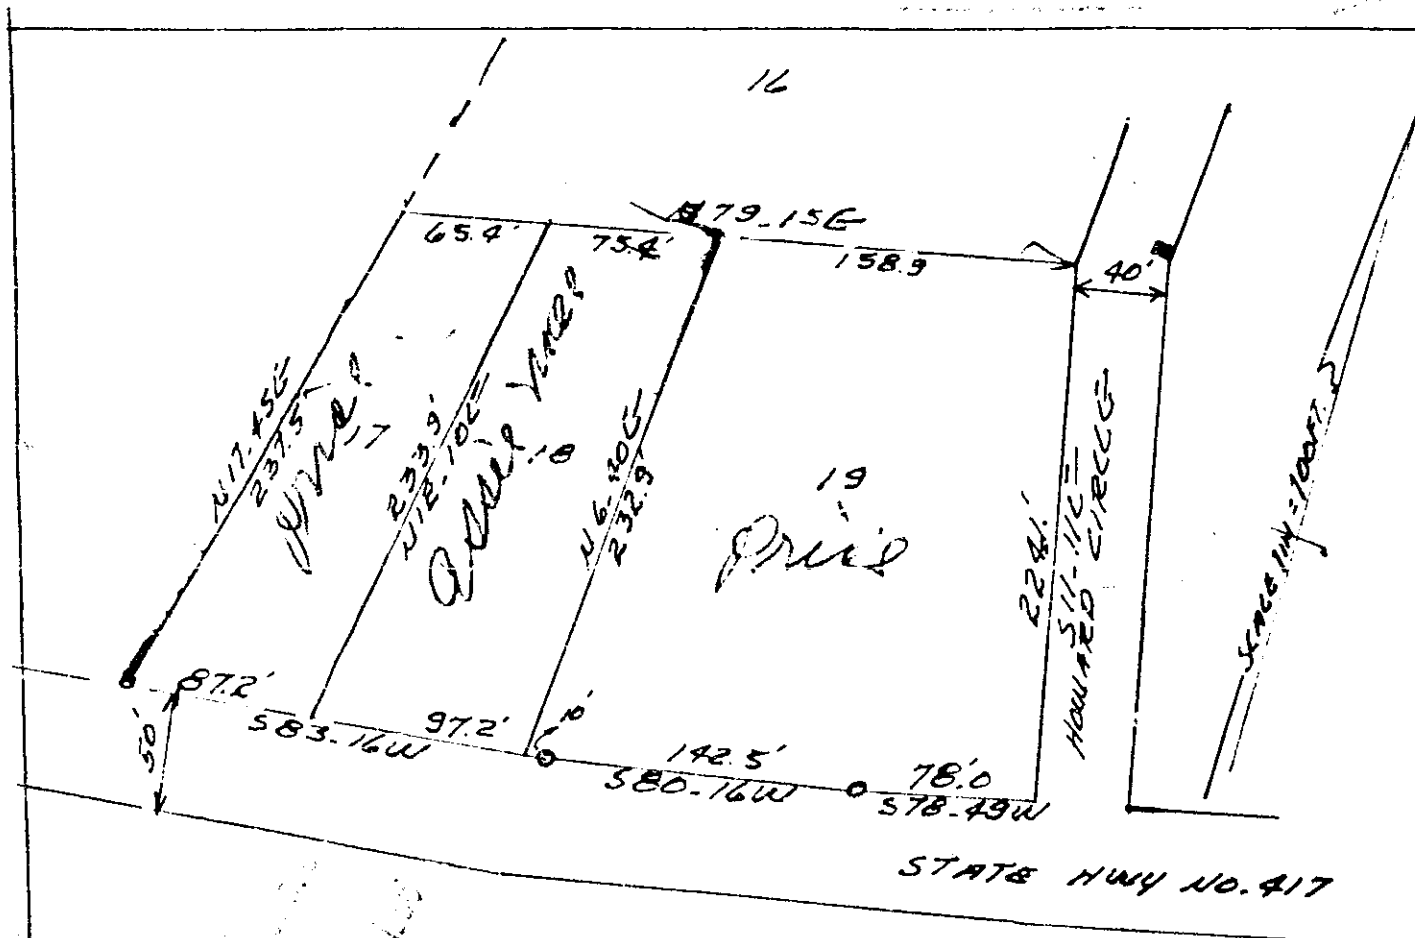 16
N79-15E
65.4'
75.4'
158.9
40'
N17-45E
237.5
17
233.9'
N12-10E
18
N6-30E
232.9
19
224.1'
S11-11E
HOWARD CIRCLE
SCALE 1 IN = 100 FT.
87.2'
S83-16W
97.2'
10'
50'
142.5'
S80-16W
78.0'
S78-49W
STATE HWY NO. 417